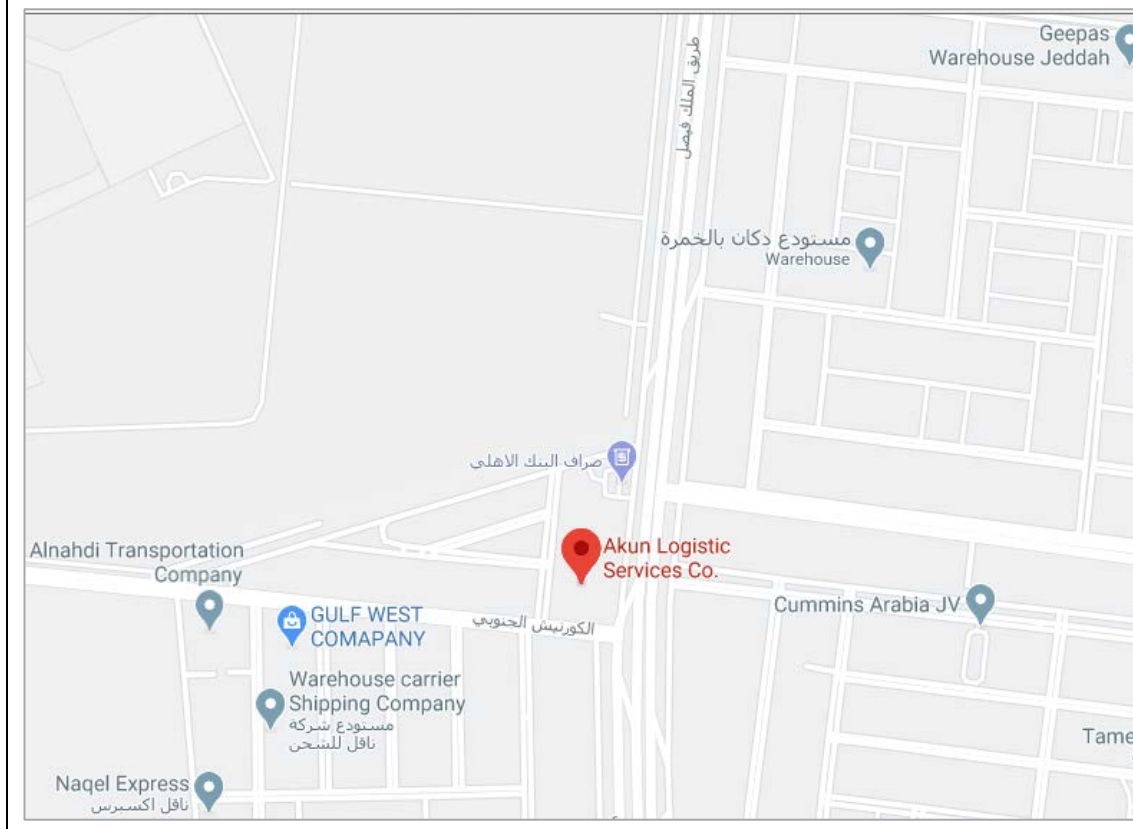 Geepas
Warehouse Jeddah
طريق الملك فيصل
مستودع دكان بالخمرة
Warehouse
صراف البنك الاهلي
Akun Logistic
Services Co.
Alnahdi Transportation
Company
Cummins Arabia JV
GULF WEST
COMAPANY
الكورنيش الجنوبي
Warehouse carrier
Shipping Company
مستودع شركة
ناقل للشحن
Tame
Naqel Express
ناقل اكسبرس